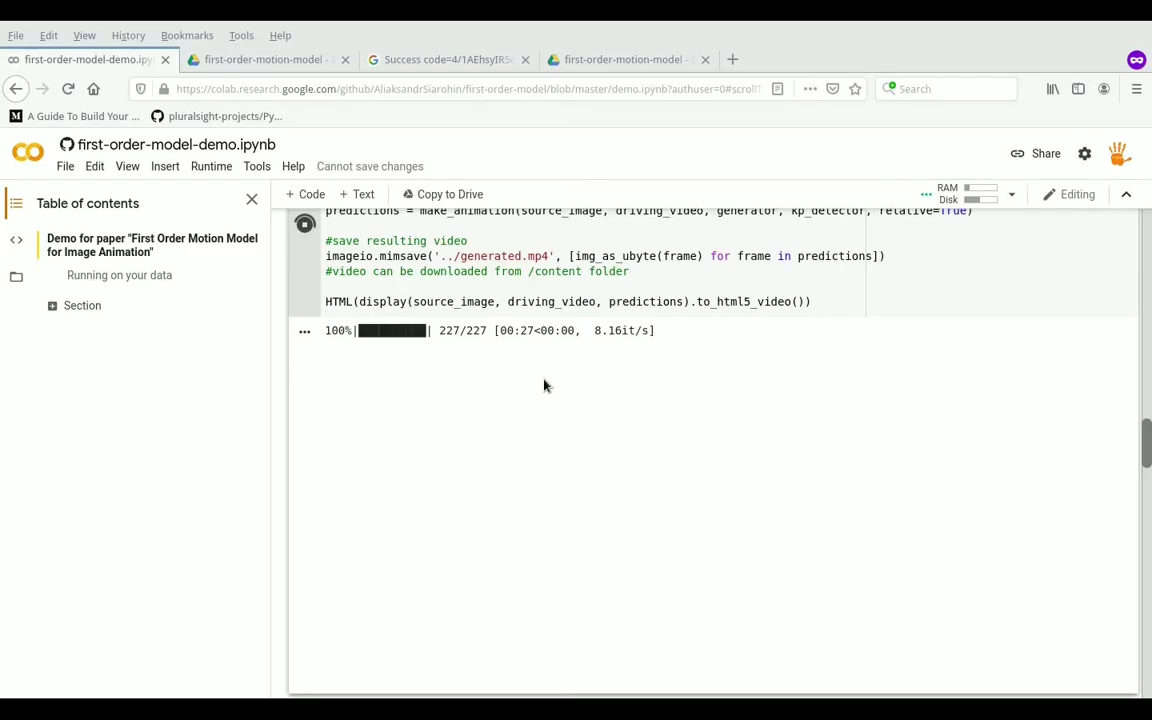 File Edit View History Bookmarks Tools Help
first-order-model-demo.ipy
first-order-motion-model -
Success code=4/1AEhsyIR5
first-order-motion-model -
https://colab.research.google.com/github/AliaksandrSiarohin/first-order-model/blob/master/demo.ipynb?authuser=0#scrollT
Search
A Guide To Build Your ...
pluralsight-projects/Py...
first-order-model-demo.ipynb
File Edit View Insert Runtime Tools Help Cannot save changes
Share
Table of contents
+ Code + Text Copy to Drive
RAM
Disk
Editing
Demo for paper "First Order Motion Model
for Image Animation"
Running on your data
Section
predictions = make_animation(source_image, driving_video, generator, kp_detector, relative=True)
#save resulting video
imageio.mimsave('../generated.mp4', [img_as_ubyte(frame) for frame in predictions])
#video can be downloaded from /content folder
HTML(display(source_image, driving_video, predictions).to_html5_video())
100%|██████████| 227/227 [00:27<00:00, 8.16it/s]